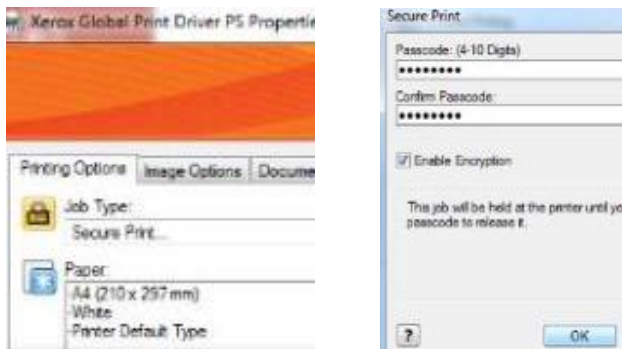 Xerox Global Print Driver PS Properti
Printing Options Image Options Docume
Job Type:
Secure Print...
Paper:
-A4 (210 x 297 mm)
-White
-Printer Default Type
Secure Print
Passcode: (4-10 Digits)
••••••••
Confirm Passcode:
••••••••
Enable Encryption
This job will be held at the printer until yo
passcode to release it.
?
OK